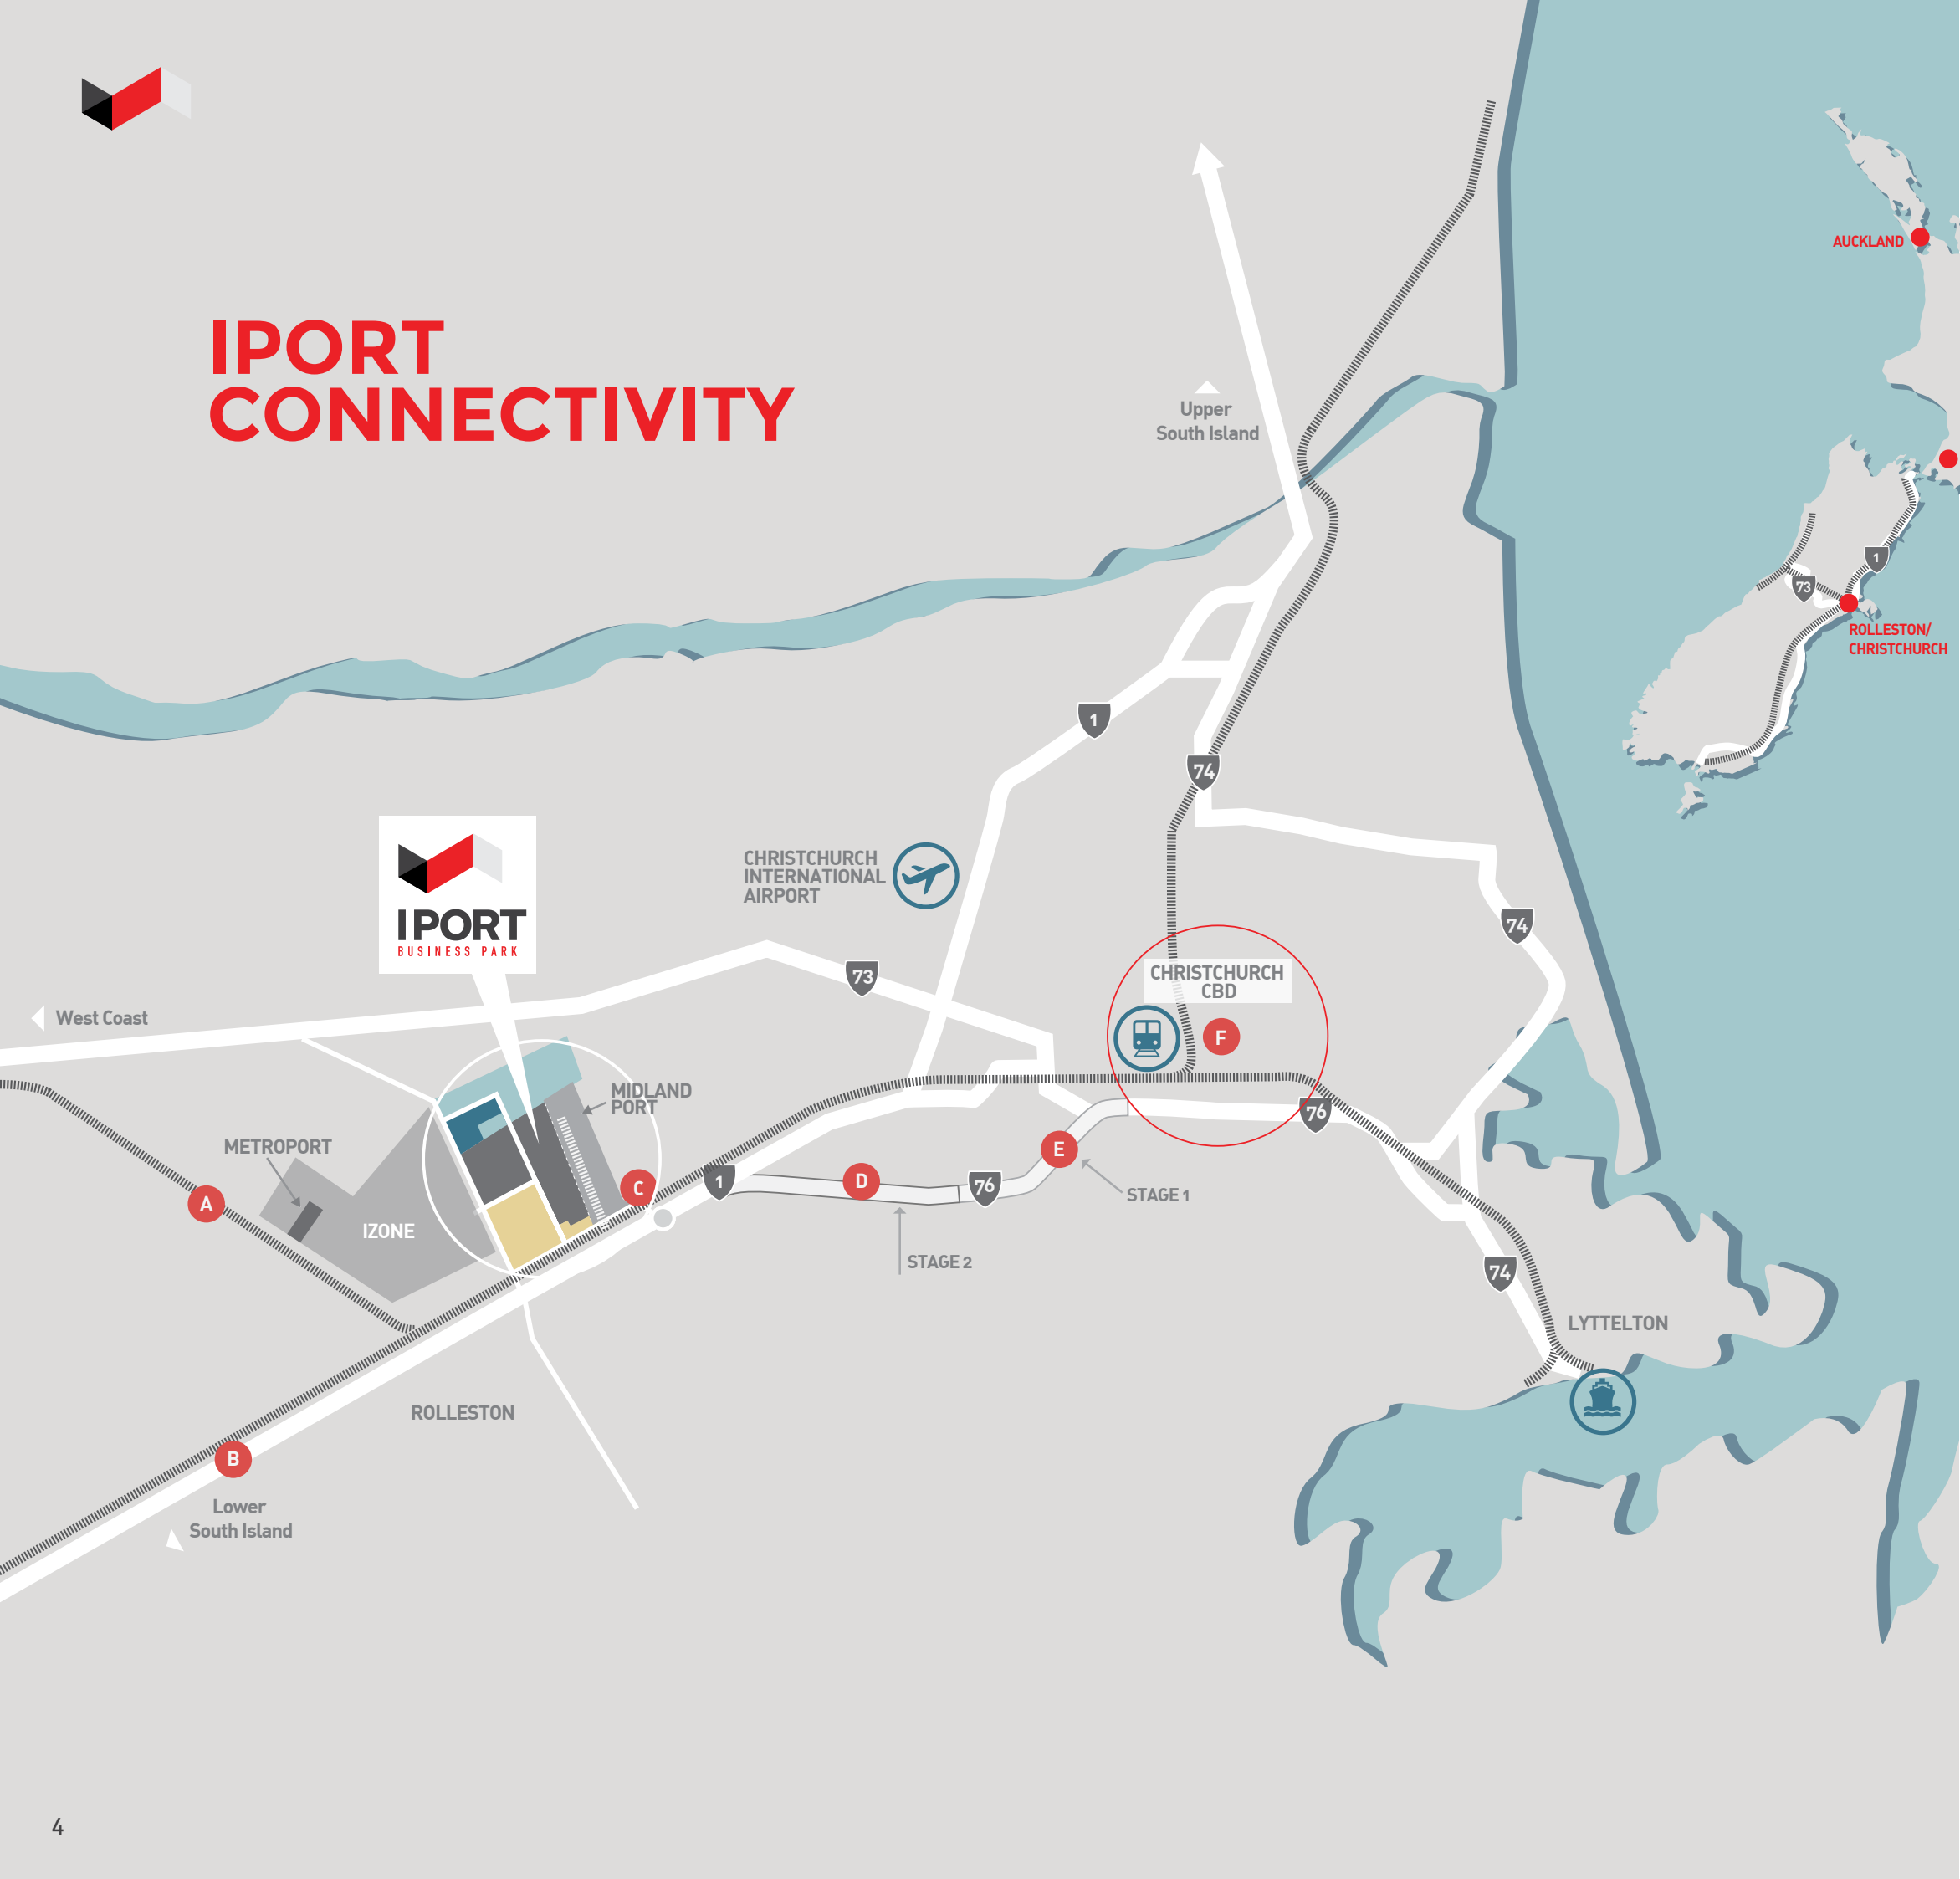 IPORT
CONNECTIVITY
AUCKLAND
Upper
South Island
1
73
ROLLESTON/
CHRISTCHURCH
1
74
CHRISTCHURCH
INTERNATIONAL
AIRPORT
IPORT
BUSINESS PARK
74
73
CHRISTCHURCH
CBD
West Coast
F
MIDLAND
PORT
76
METROPORT
E
A
C
1
D
76
STAGE 1
IZONE
STAGE 2
74
LYTTELTON
ROLLESTON
B
Lower
South Island
4